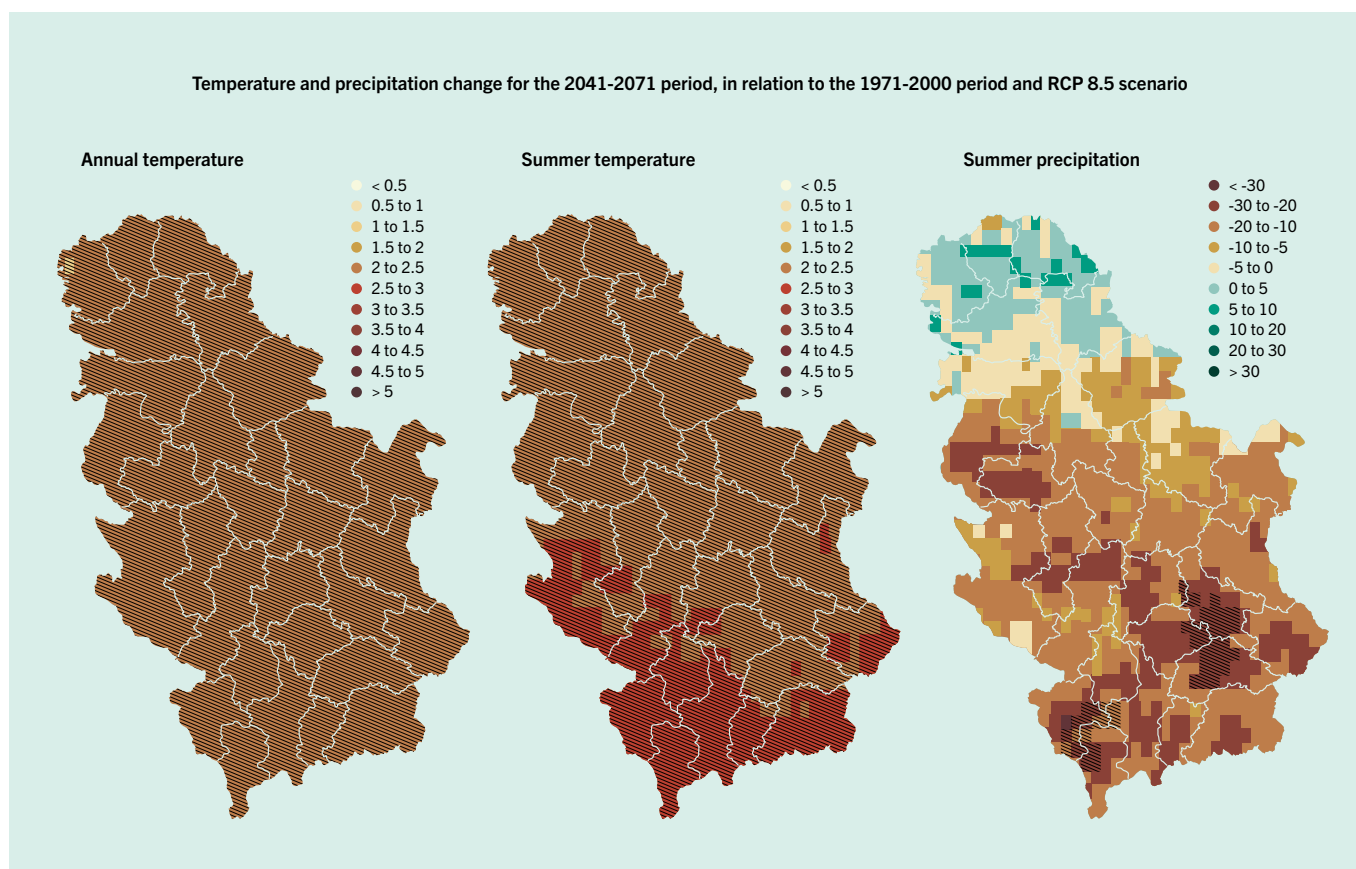 Temperature and precipitation change for the 2041-2071 period, in relation to the 1971-2000 period and RCP 8.5 scenario
Annual temperature
< 0.5
0.5 to 1
1 to 1.5
1.5 to 2
2 to 2.5
2.5 to 3
3 to 3.5
3.5 to 4
4 to 4.5
4.5 to 5
> 5
Summer temperature
< 0.5
0.5 to 1
1 to 1.5
1.5 to 2
2 to 2.5
2.5 to 3
3 to 3.5
3.5 to 4
4 to 4.5
4.5 to 5
> 5
Summer precipitation
< -30
-30 to -20
-20 to -10
-10 to -5
-5 to 0
0 to 5
5 to 10
10 to 20
20 to 30
> 30